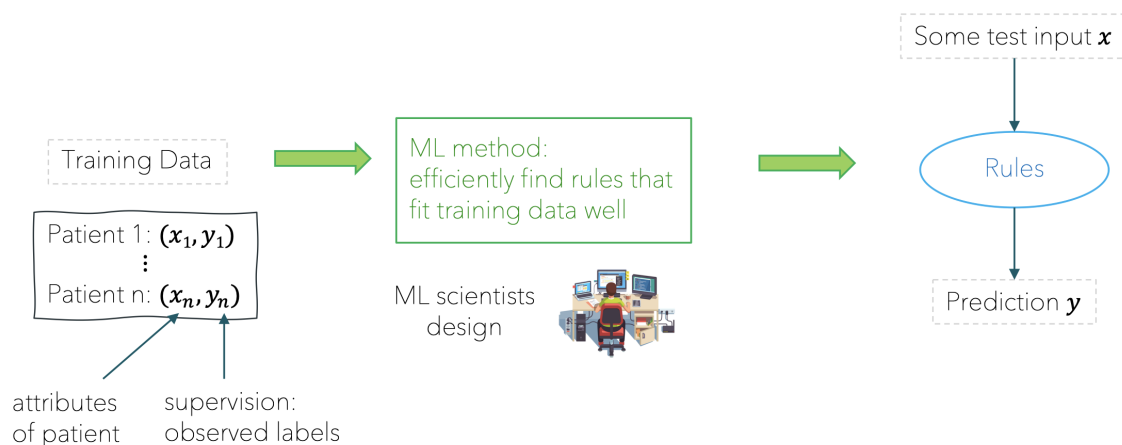 Training Data
Patient 1: (x₁, y₁)
⋮
Patient n: (xₙ, yₙ)
attributes
of patient
supervision:
observed labels
ML method:
efficiently find rules that
fit training data well
ML scientists
design
Some test input x
Rules
Prediction y